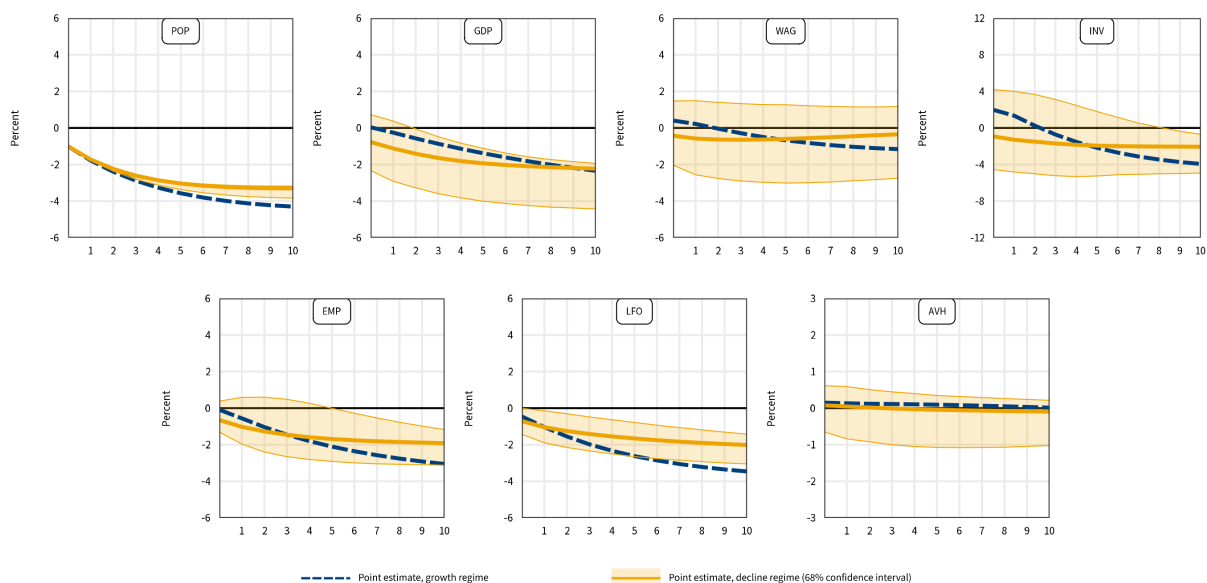 POP
GDP
WAG
INV
Percent
6
4
2
0
-2
-4
-6
1 2 3 4 5 6 7 8 9 10
Percent
6
4
2
0
-2
-4
-6
1 2 3 4 5 6 7 8 9 10
Percent
6
4
2
0
-2
-4
-6
1 2 3 4 5 6 7 8 9 10
Percent
12
8
4
0
-4
-8
-12
1 2 3 4 5 6 7 8 9 10
EMP
LFO
AVH
Percent
6
4
2
0
-2
-4
-6
1 2 3 4 5 6 7 8 9 10
Percent
6
4
2
0
-2
-4
-6
1 2 3 4 5 6 7 8 9 10
Percent
3
2
1
0
-1
-2
-3
1 2 3 4 5 6 7 8 9 10
Point estimate, growth regime
Point estimate, decline regime (68% confidence interval)